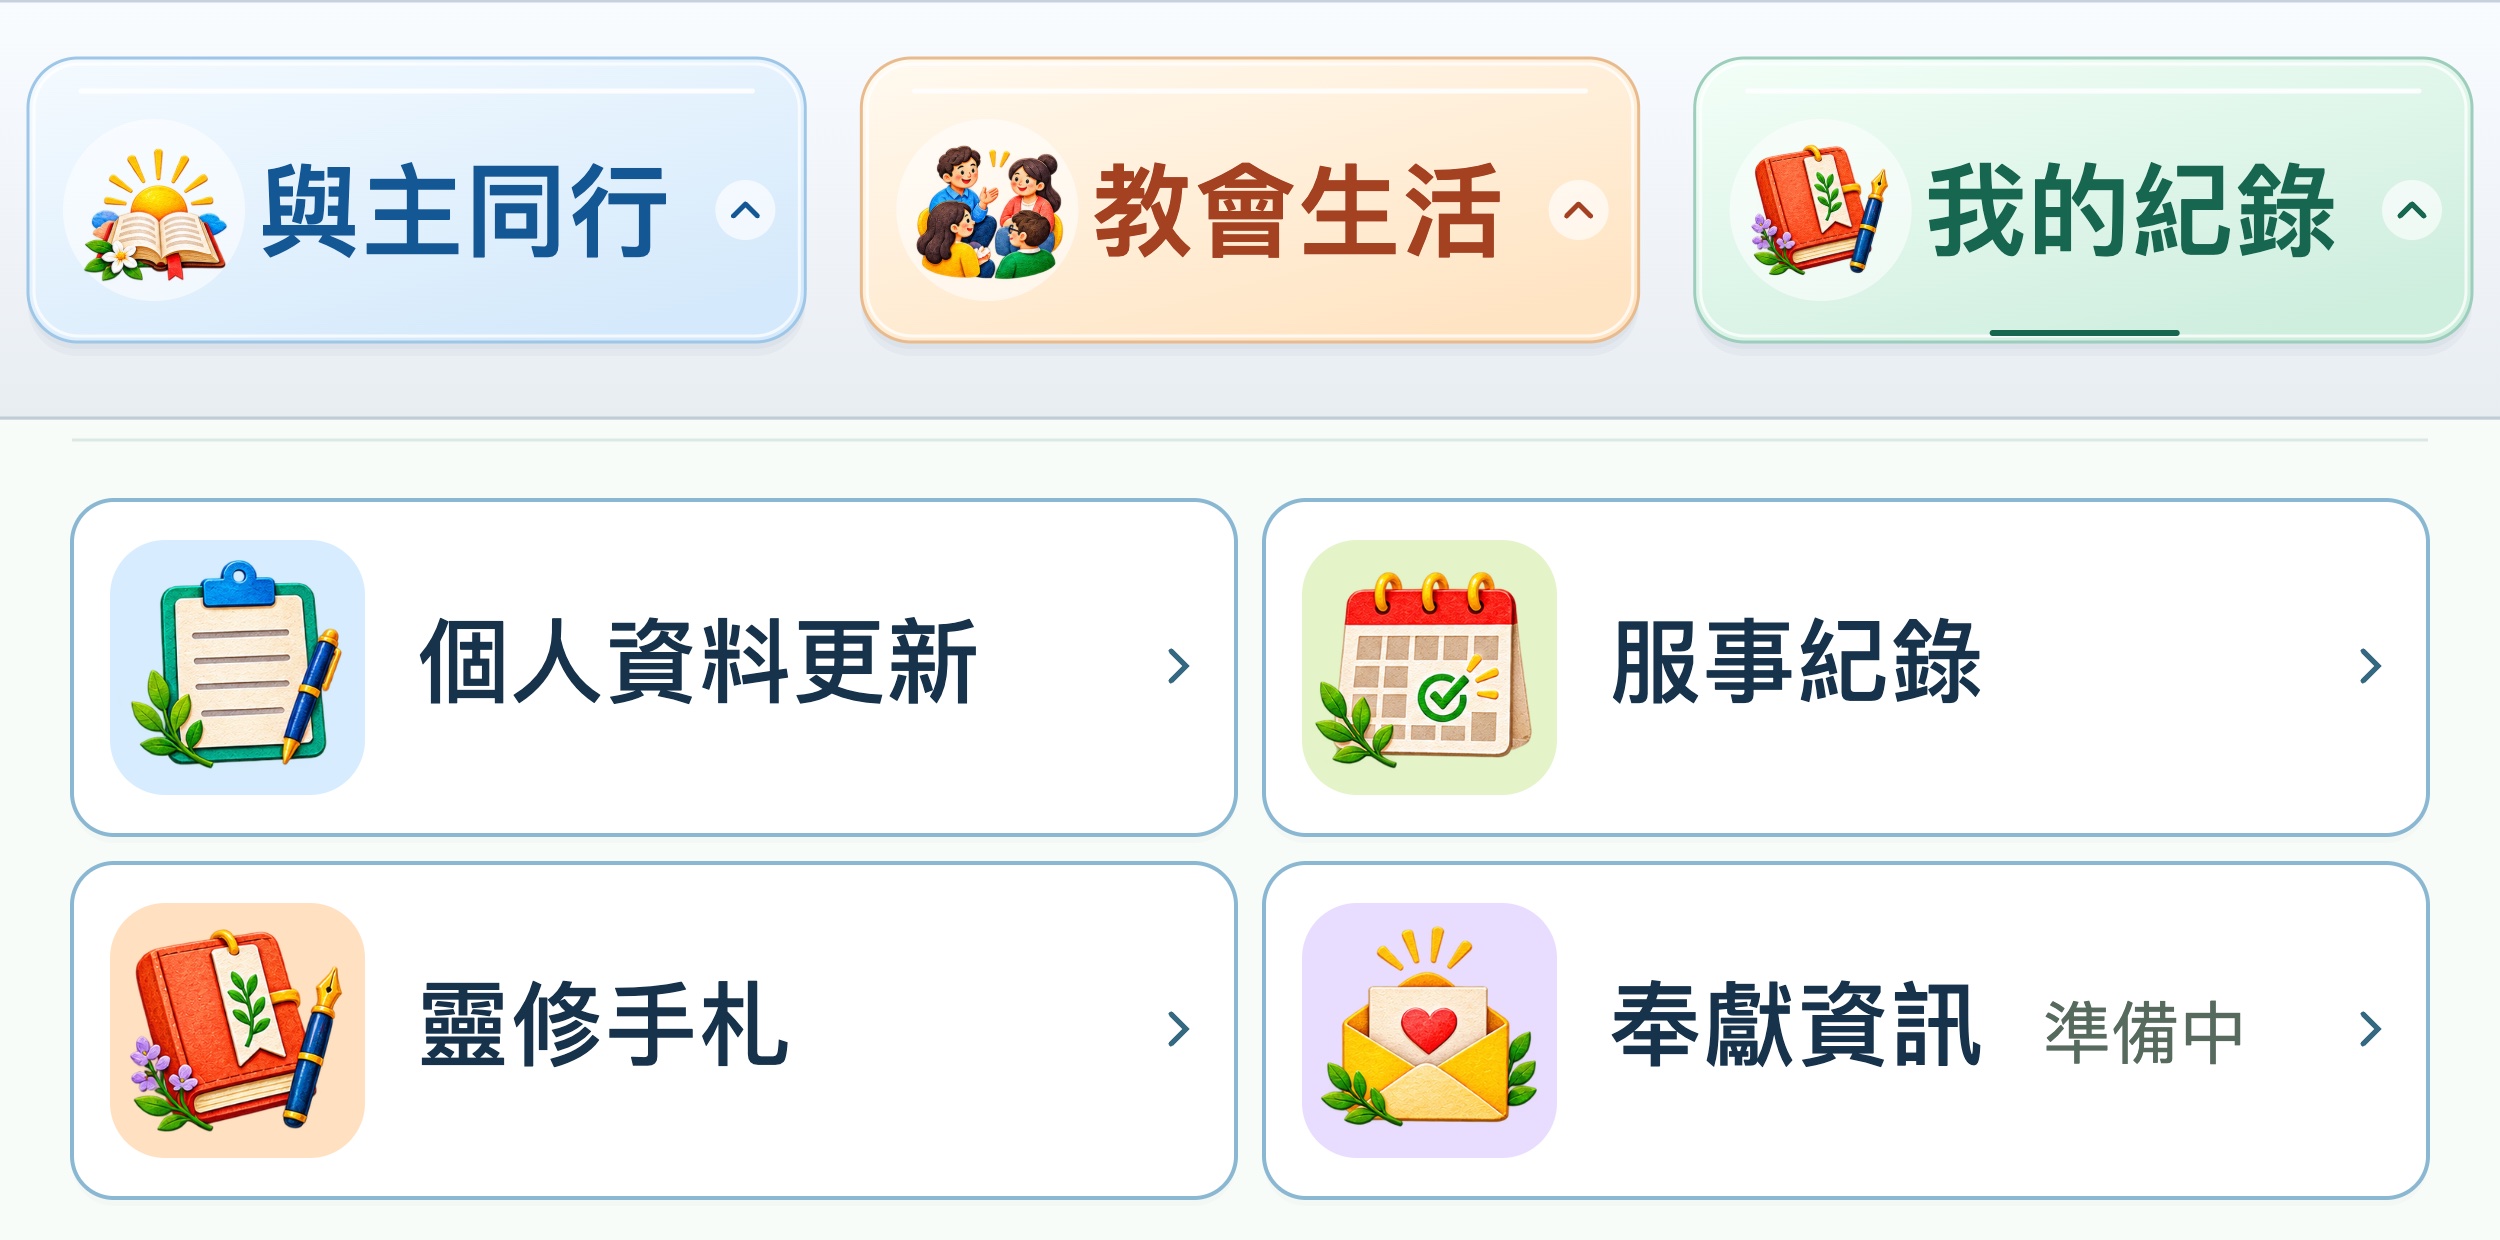 與主同行
教會生活
我的紀錄
個人資料更新
服事紀錄
靈修手札
奉獻資訊 準備中